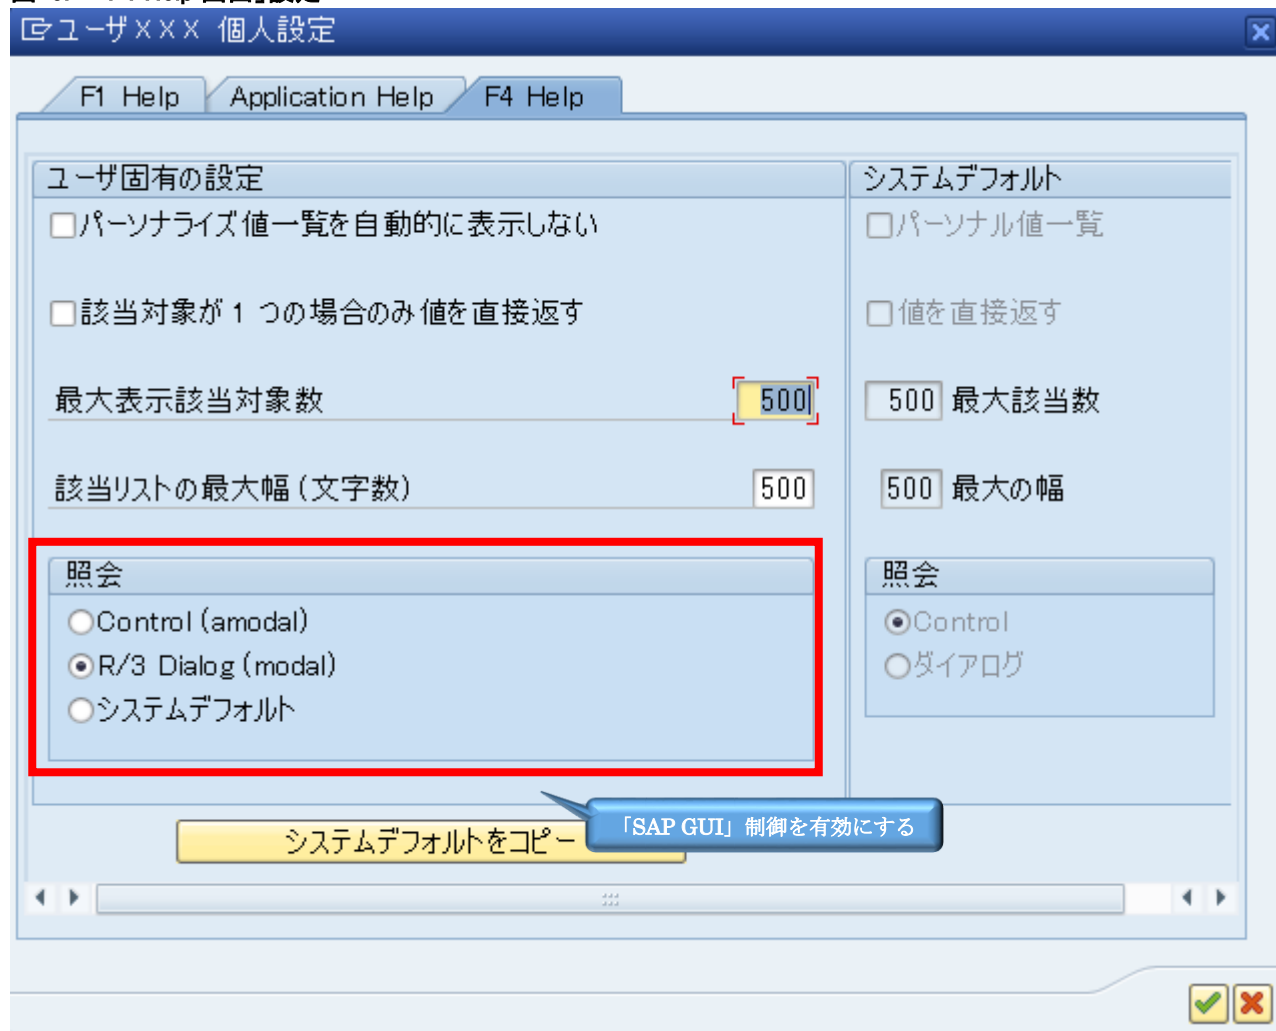 ユーザXXX 個人設定
F1 Help
Application Help
F4 Help
ユーザ固有の設定
パーソナライズ値一覧を自動的に表示しない
該当対象が 1 つの場合のみ値を直接返す
最大表示該当対象数 500
該当リストの最大幅(文字数) 500
照会
Control (amodal)
R/3 Dialog (modal)
システムデフォルト
システムデフォルト
パーソナル値一覧
値を直接返す
500 最大該当数
500 最大の幅
照会
Control
ダイアログ
「SAP GUI」制御を有効にする
システムデフォルトをコピー